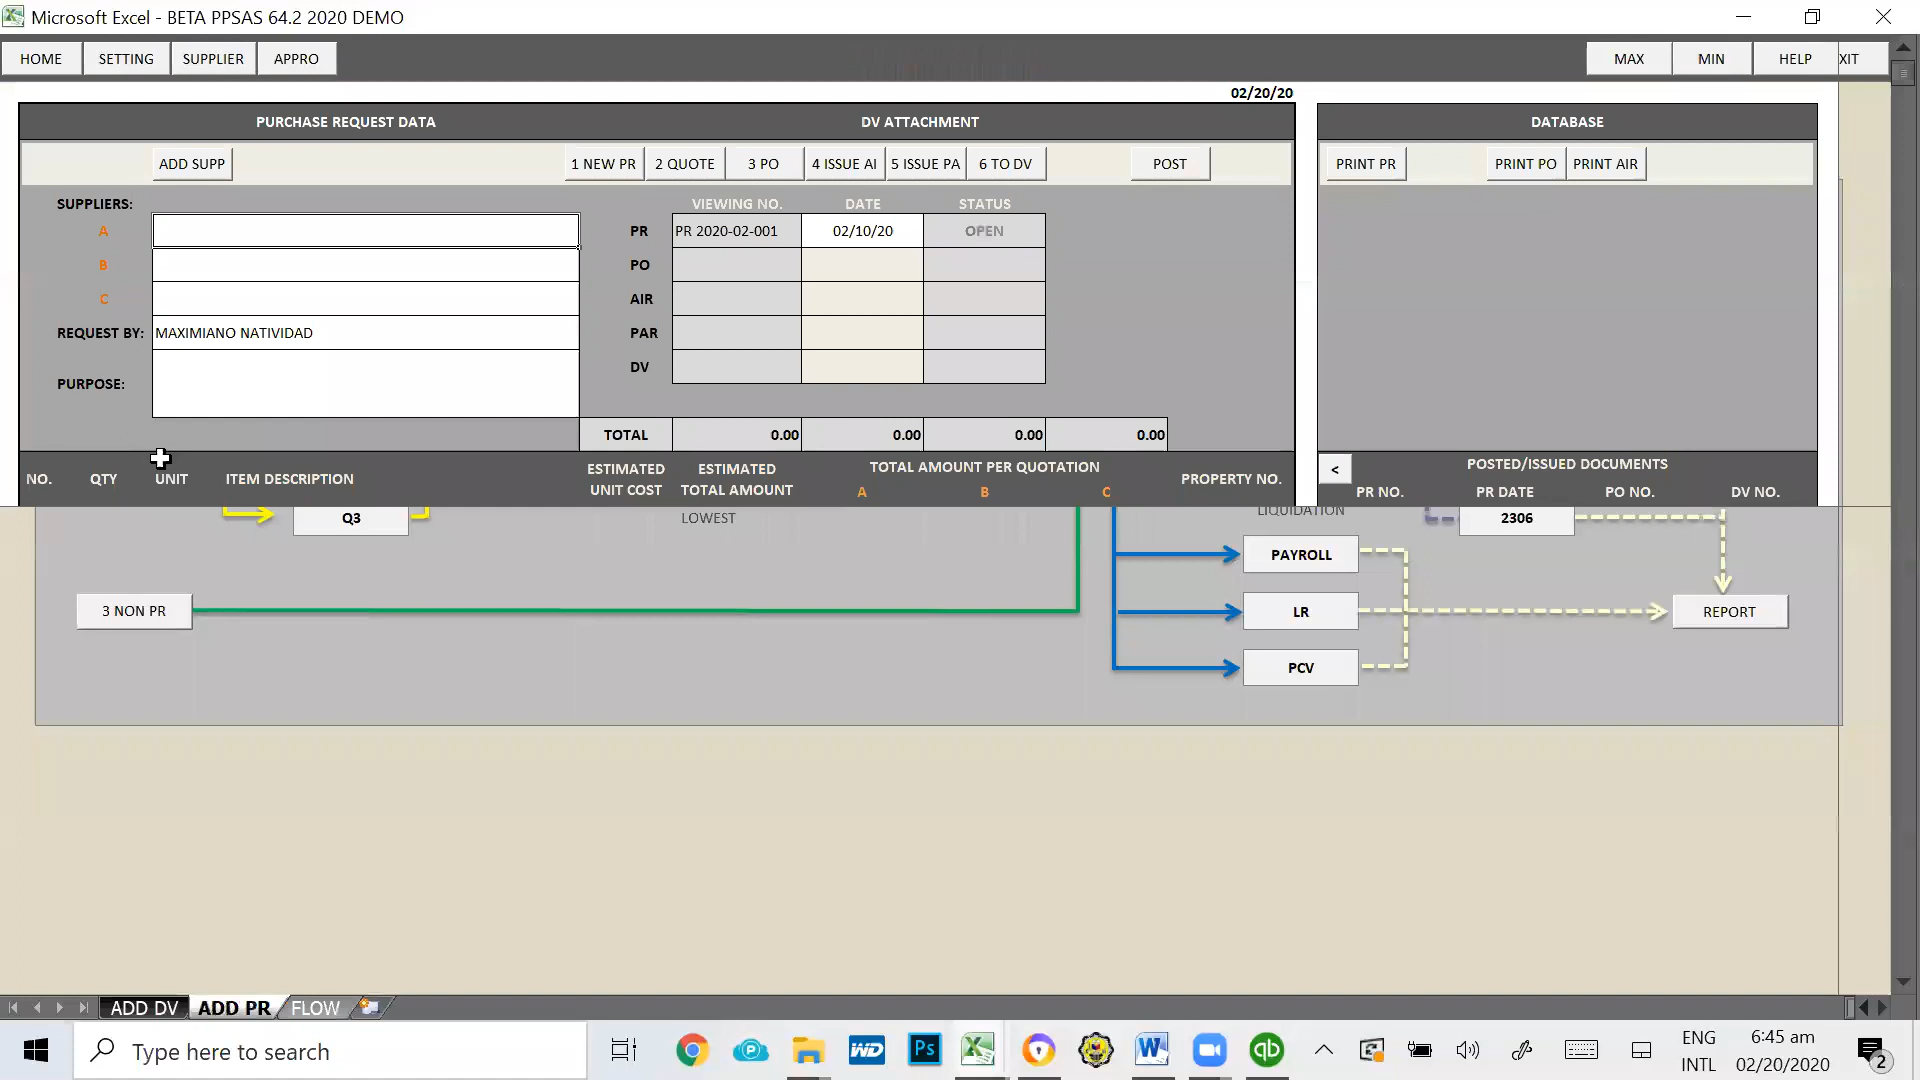 Microsoft Excel - BETA PPSAS 64.2 2020 DEMO
HOME SETTING SUPPLIER APPRO MAX MIN HELP XIT
02/20/20
PURCHASE REQUEST DATA DV ATTACHMENT DATABASE
ADD SUPP 1 NEW PR 2 QUOTE 3 PO 4 ISSUE AI 5 ISSUE PA 6 TO DV POST PRINT PR PRINT PO PRINT AIR
SUPPLIERS: VIEWING NO. DATE STATUS
A PR PR 2020-02-001 02/10/20 OPEN
B PO
C AIR
REQUEST BY: MAXIMIANO NATIVIDAD PAR
DV
PURPOSE:
TOTAL 0.00 0.00 0.00 0.00
NO. QTY UNIT ITEM DESCRIPTION ESTIMATED UNIT COST ESTIMATED TOTAL AMOUNT TOTAL AMOUNT PER QUOTATION PROPERTY NO. < POSTED/ISSUED DOCUMENTS
A B C PR NO. PR DATE PO NO. DV NO.
Q3 LOWEST LIQUIDATION 2306
PAYROLL
3 NON PR LR REPORT
PCV
ADD DV ADD PR FLOW
Type here to search WD Ps qb ENG 6:45 am
INTL 02/20/2020 2